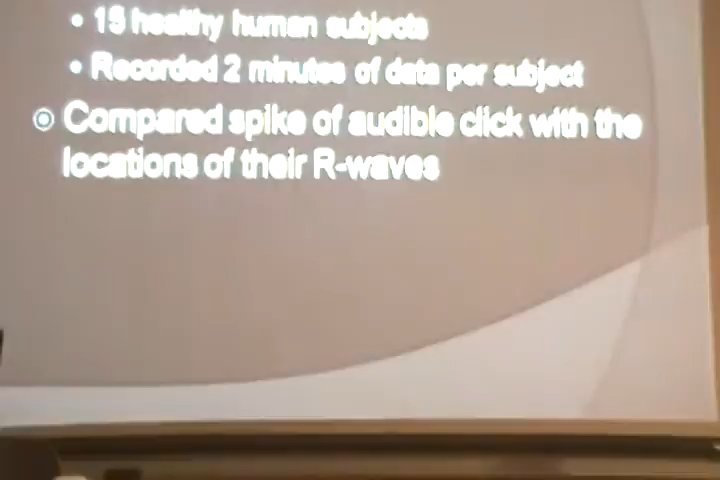 • 15 healthy human subjects
• Recorded 2 minutes of data per subject
Compared spike of audible click with the
locations of their R-waves